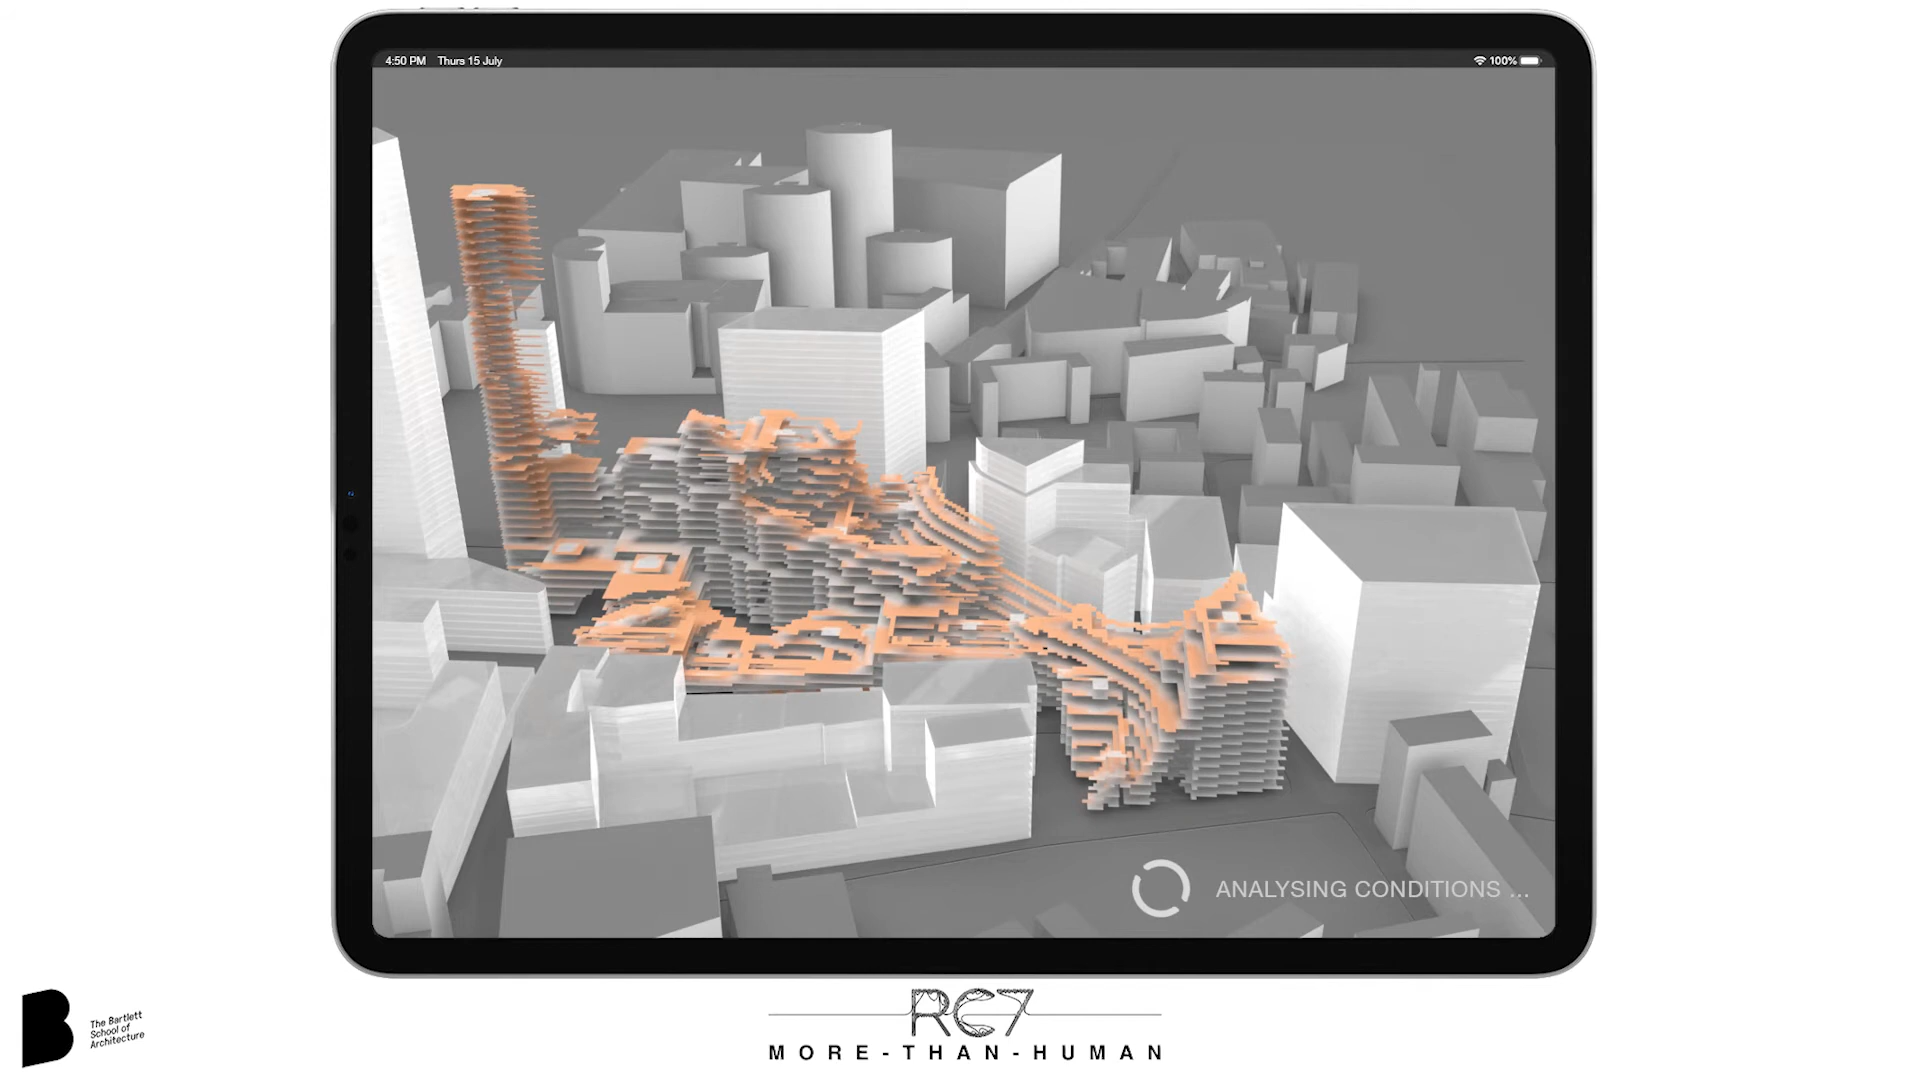 4:50 PM Thurs 15 July
100%
ANALYSING CONDITIONS ...
The Bartlett
School of
Architecture
RC7
MORE-THAN-HUMAN